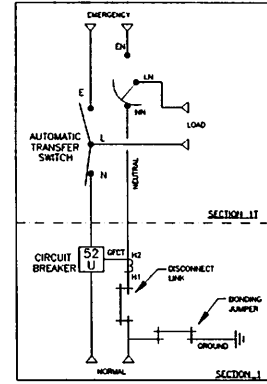 EMERGENCY
EN
LN
E
NN
AUTOMATIC
TRANSFER
SWITCH
L
LOAD
N
NEUTRAL
SECTION 1T
CIRCUIT
BREAKER
52
U
GFCT
H2
H1
DISCONNECT
LINK
BONDING
JUMPER
GROUND
NORMAL
SECTION 1